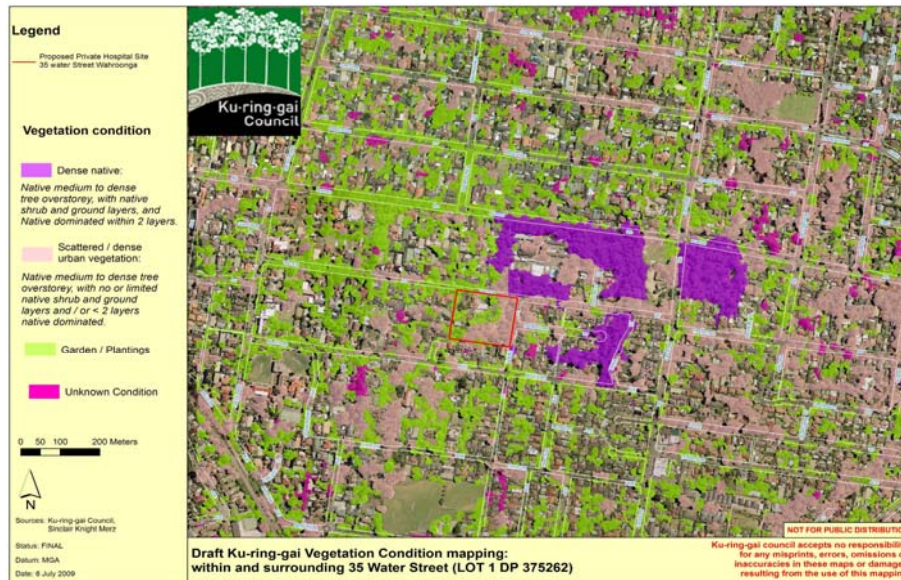 Legend
Proposed Private Hospital Site
35 water Street Wahroonga
Ku-ring-gai
Council
Vegetation condition
Dense native:
Native medium to dense
tree overstorey, with native
shrub and ground layers, and
Native dominated within 2 layers.
Scattered / dense
urban vegetation:
Native medium to dense tree
overstorey, with no or limited
native shrub and ground
layers and / or < 2 layers
native dominated.
Garden / Plantings
Unknown Condition
0 50 100 200 Meters
N
Sources: Ku-ring-gai Council,
Sinclair Knight Merz
Status: FINAL
Datum: MGA
Date: 6 July 2009
Draft Ku-ring-gai Vegetation Condition mapping:
within and surrounding 35 Water Street (LOT 1 DP 375262)
NOT FOR PUBLIC DISTRIBUTIO
Ku-ring-gai council accepts no responsibili
for any misprints, errors, omissions o
inaccuracies in these maps or damage
resulting from the use of this mappin